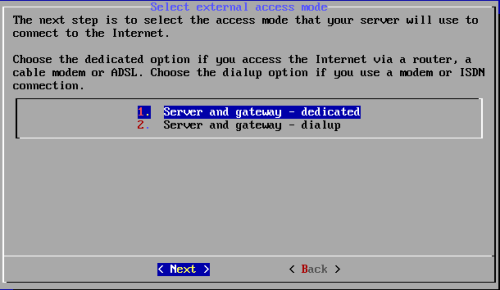 Select external access mode
The next step is to select the access mode that your server will use to
connect to the Internet.
Choose the dedicated option if you access the Internet via a router, a
cable modem or ADSL. Choose the dialup option if you use a modem or ISDN
connection.
1. Server and gateway - dedicated
2. Server and gateway - dialup
< Next > < Back >